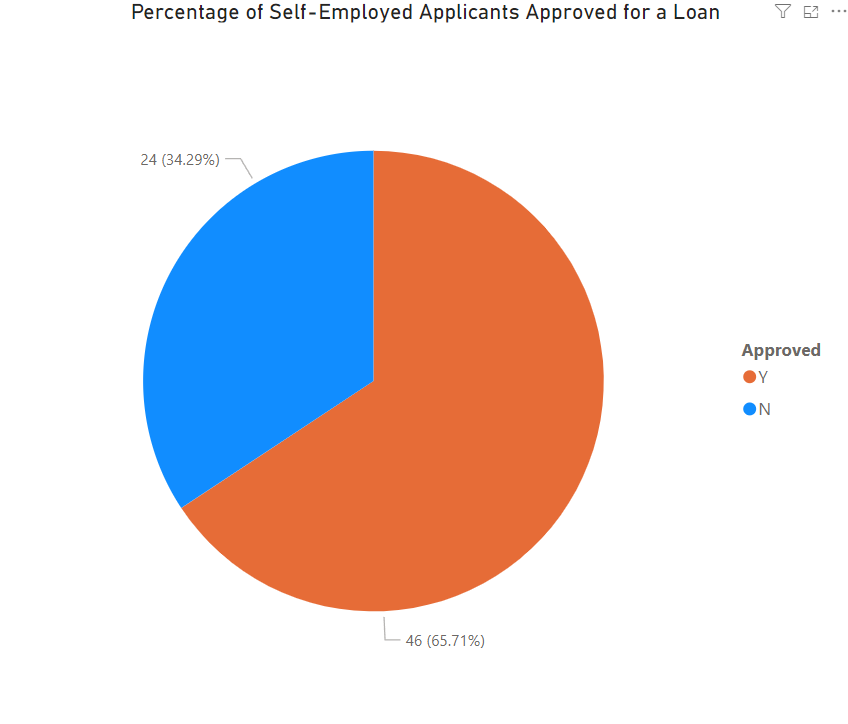 Percentage of Self-Employed Applicants Approved for a Loan
24 (34.29%)
Approved
Y
N
46 (65.71%)